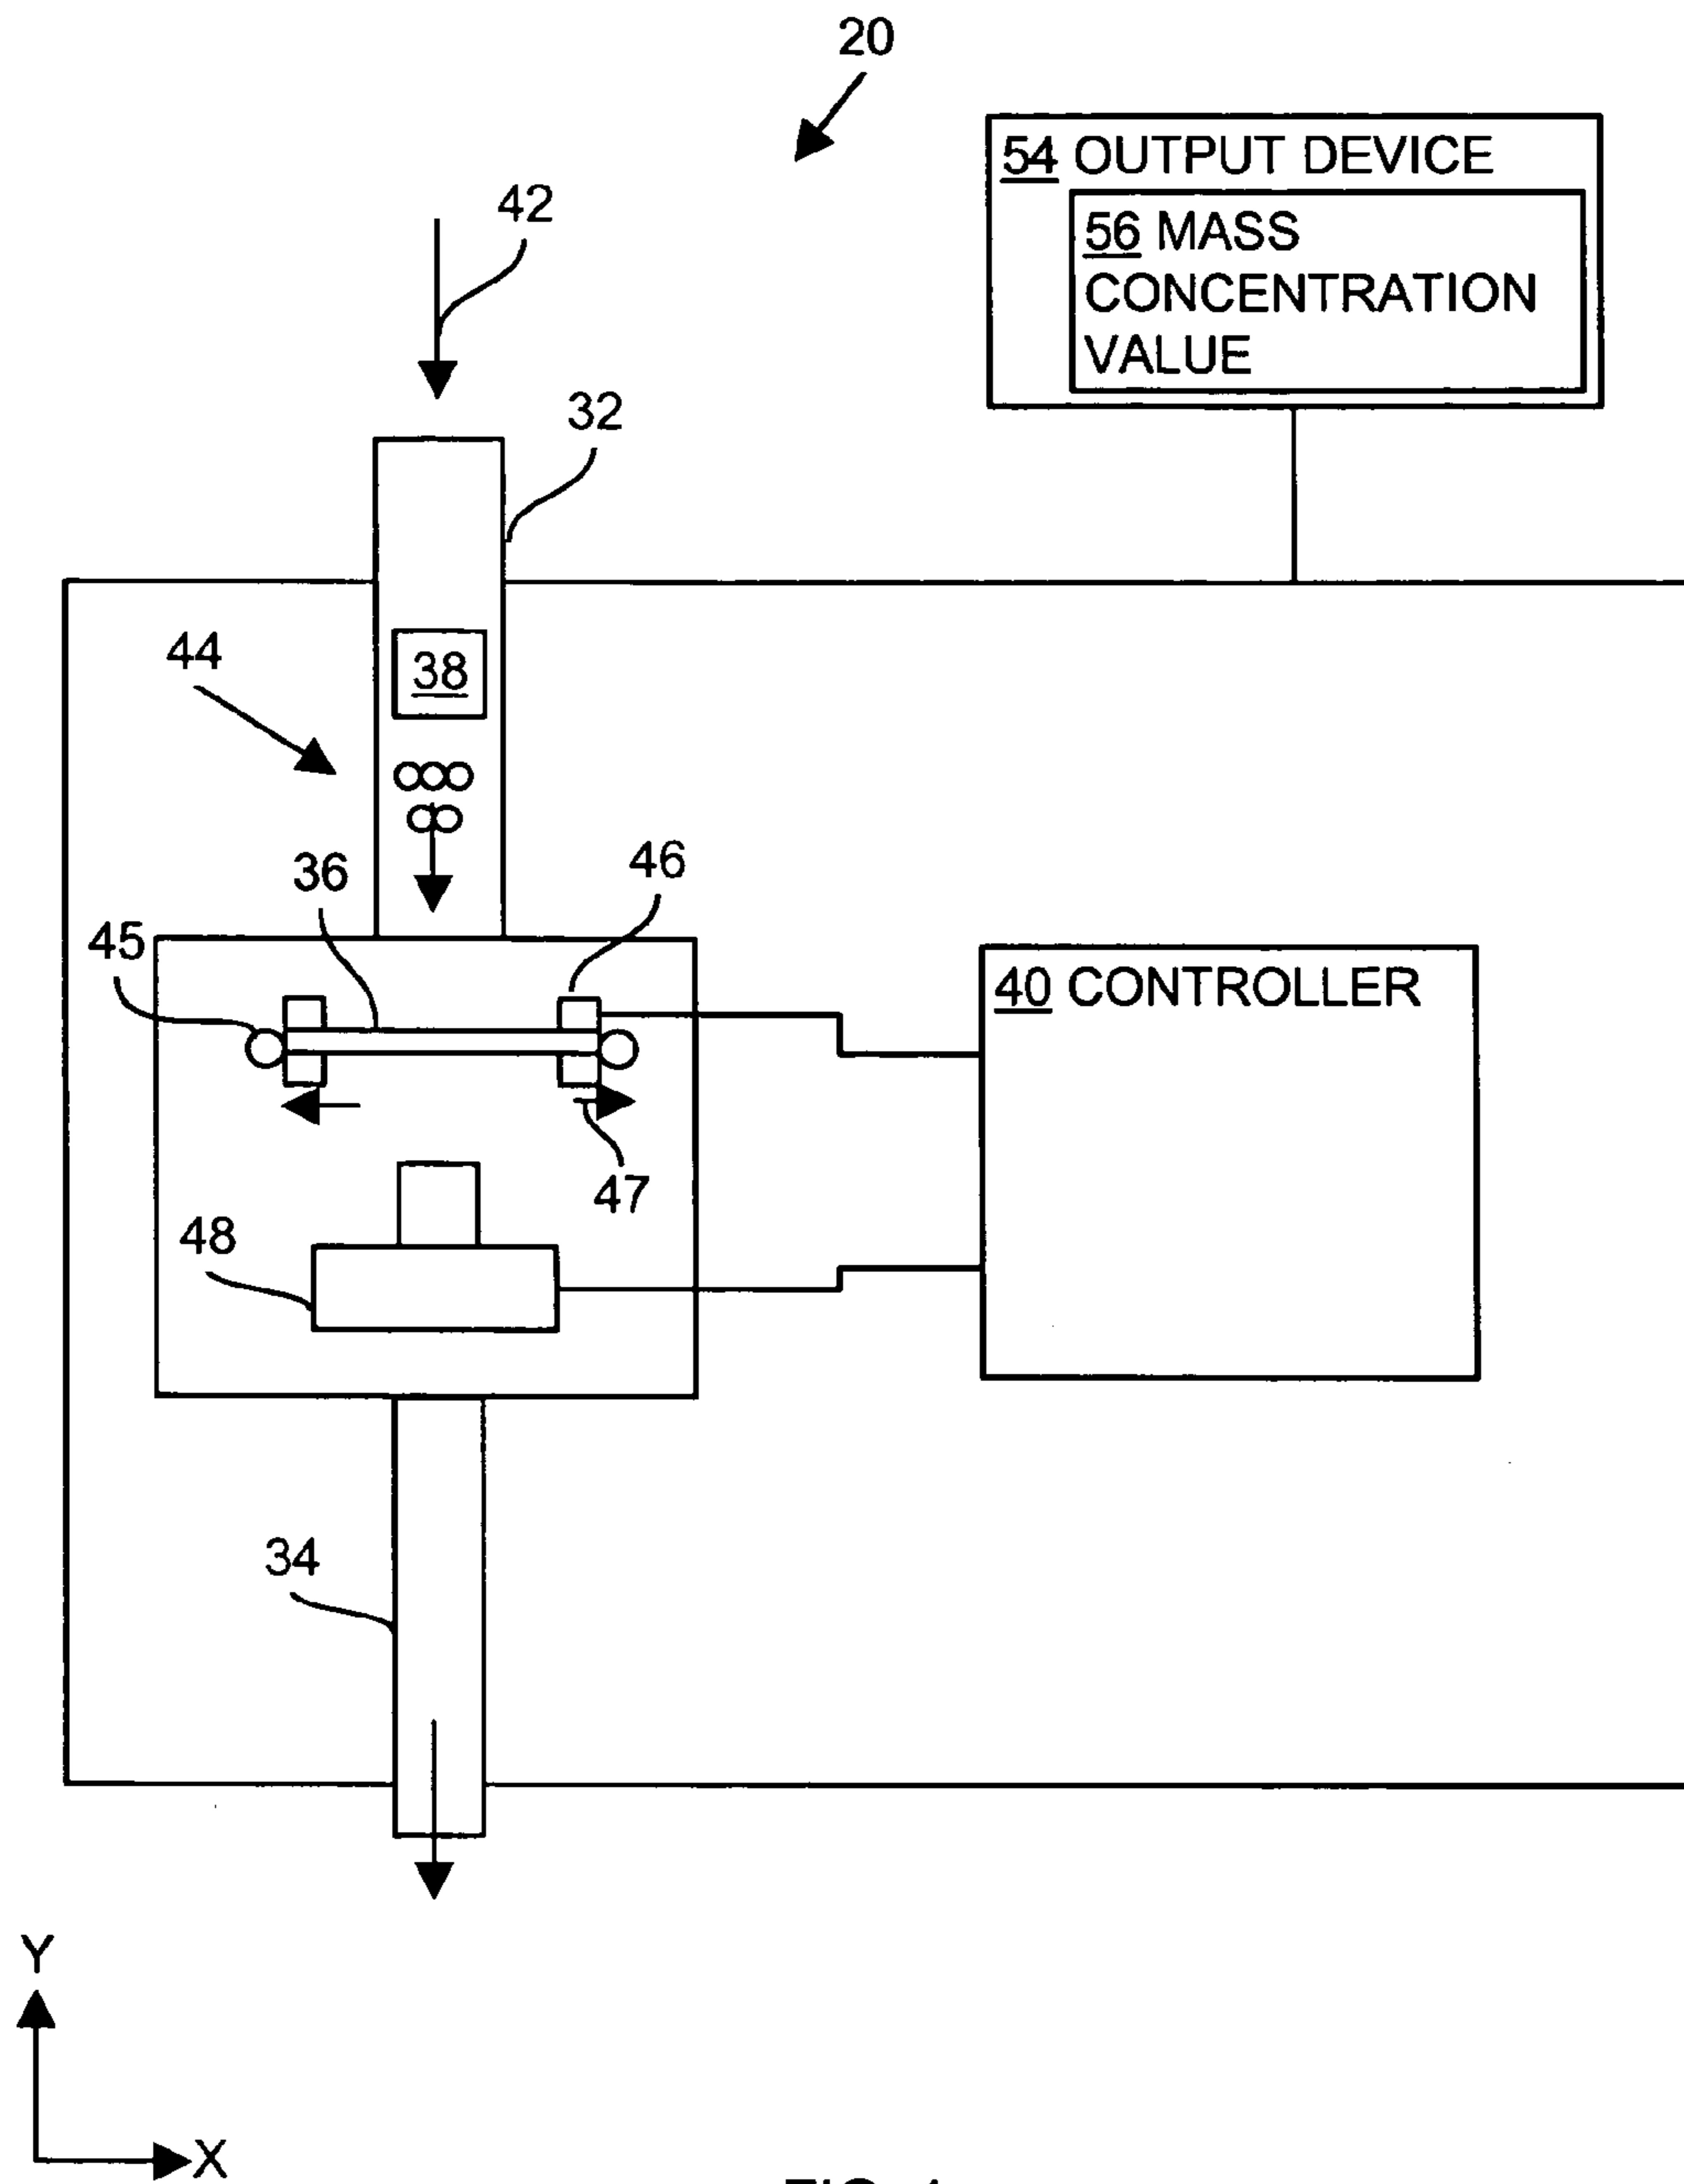 20
54 OUTPUT DEVICE
56 MASS
CONCENTRATION
VALUE
42
32
44
38
36
46
45
40 CONTROLLER
47
48
34
Y
X